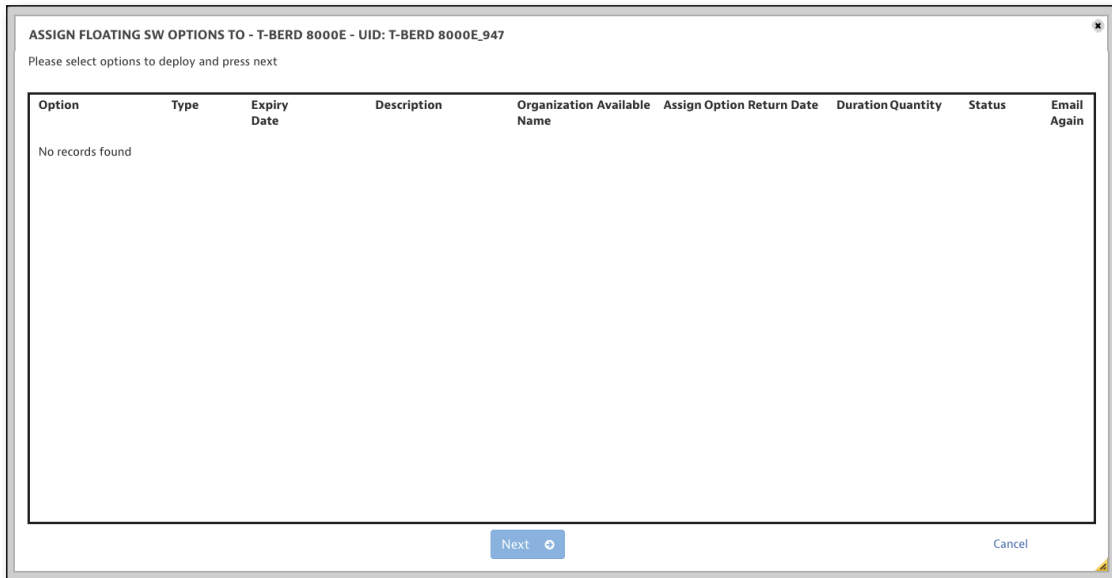 ASSIGN FLOATING SW OPTIONS TO - T-BERD 8000E - UID: T-BERD 8000E_947
Please select options to deploy and press next
Option Type Expiry Description Organization Available Assign Option Return Date Duration Quantity Status Email
Date Name Again
No records found
Next
Cancel